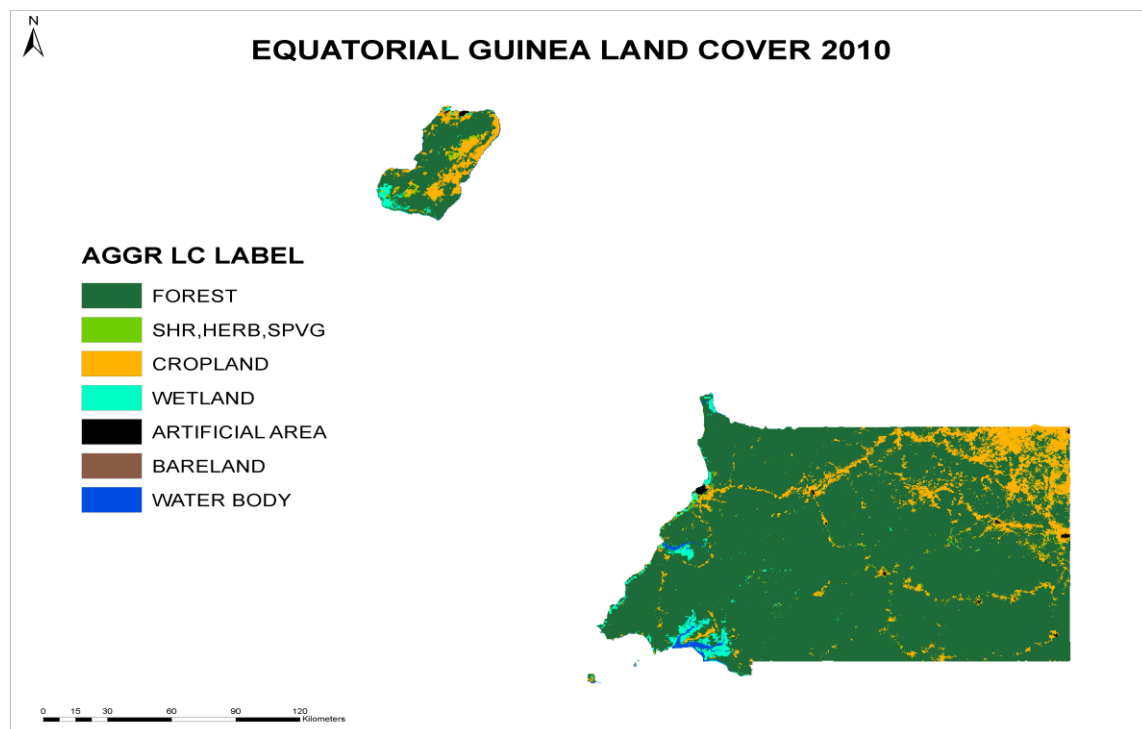 N
EQUATORIAL GUINEA LAND COVER 2010
AGGR LC LABEL
FOREST
SHR,HERB,SPVG
CROPLAND
WETLAND
ARTIFICIAL AREA
BARELAND
WATER BODY
0 15 30 60 90 120
Kilometers